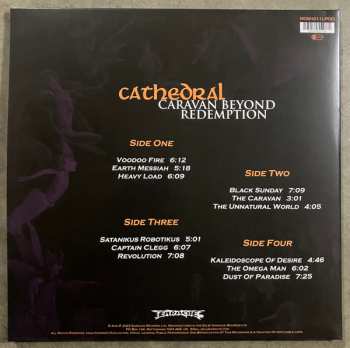 CATHEDRAL
CARAVAN BEYOND
REDEMPTION
SIDE ONE
VOODOO FIRE 6:12
EARTH MESSIAH 5:18
HEAVY LOAD 6:09
SIDE TWO
BLACK SUNDAY 7:09
THE CARAVAN 3:01
THE UNNATURAL WORLD 4:05
SIDE THREE
SATANIKUS ROBOTIKUS 5:01
CAPTAIN CLEGG 6:07
REVOLUTION 7:08
SIDE FOUR
KALEIDOSCOPE OF DESIRE 4:46
THE OMEGA MAN 6:02
DUST OF PARADISE 7:25
EARACHE